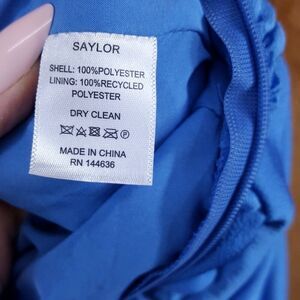 SAYLOR
SHELL: 100%POLYESTER
LINING: 100%RECYCLED
POLYESTER
DRY CLEAN
P
MADE IN CHINA
RN 144636